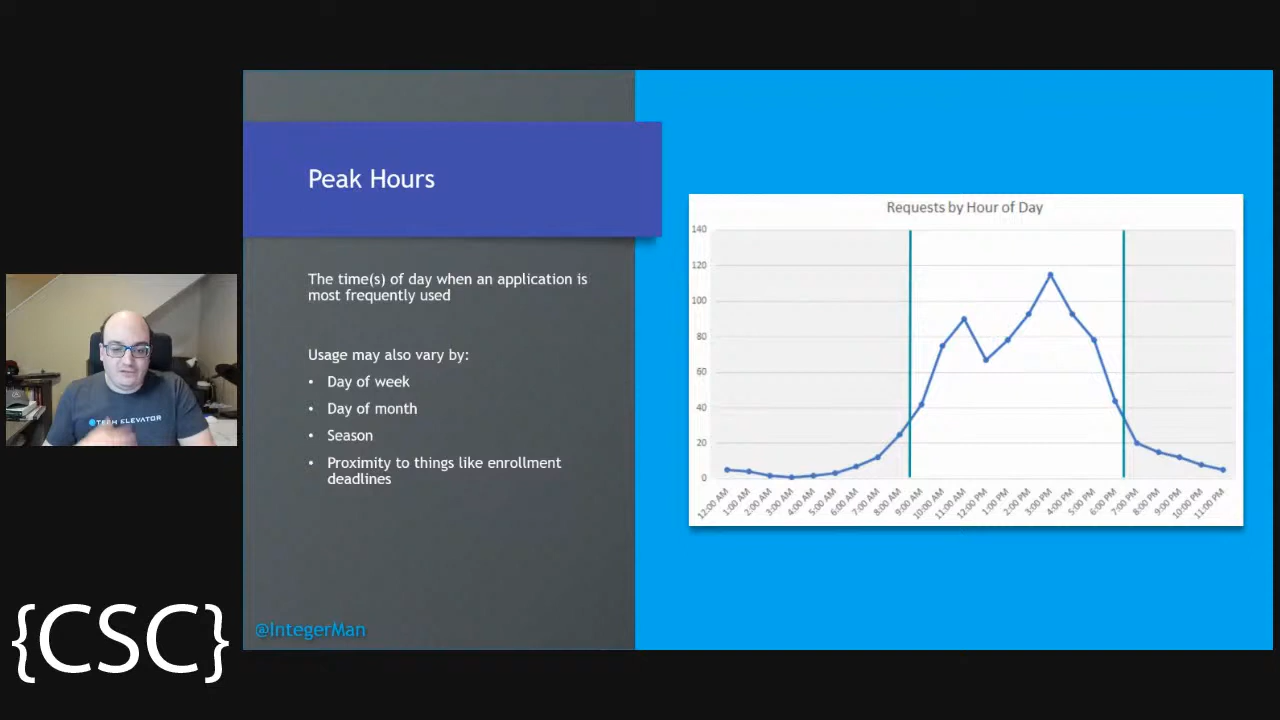 Peak Hours
The time(s) of day when an application is
most frequently used
Usage may also vary by:
• Day of week
• Day of month
• Season
• Proximity to things like enrollment
deadlines
@IntegerMan
Requests by Hour of Day
140
120
100
80
60
40
20
0
12:00 AM
1:00 AM
2:00 AM
3:00 AM
4:00 AM
5:00 AM
6:00 AM
7:00 AM
8:00 AM
9:00 AM
10:00 AM
11:00 AM
12:00 PM
1:00 PM
2:00 PM
3:00 PM
4:00 PM
5:00 PM
6:00 PM
7:00 PM
8:00 PM
9:00 PM
10:00 PM
11:00 PM
TECH ELEVATOR
{CSC}